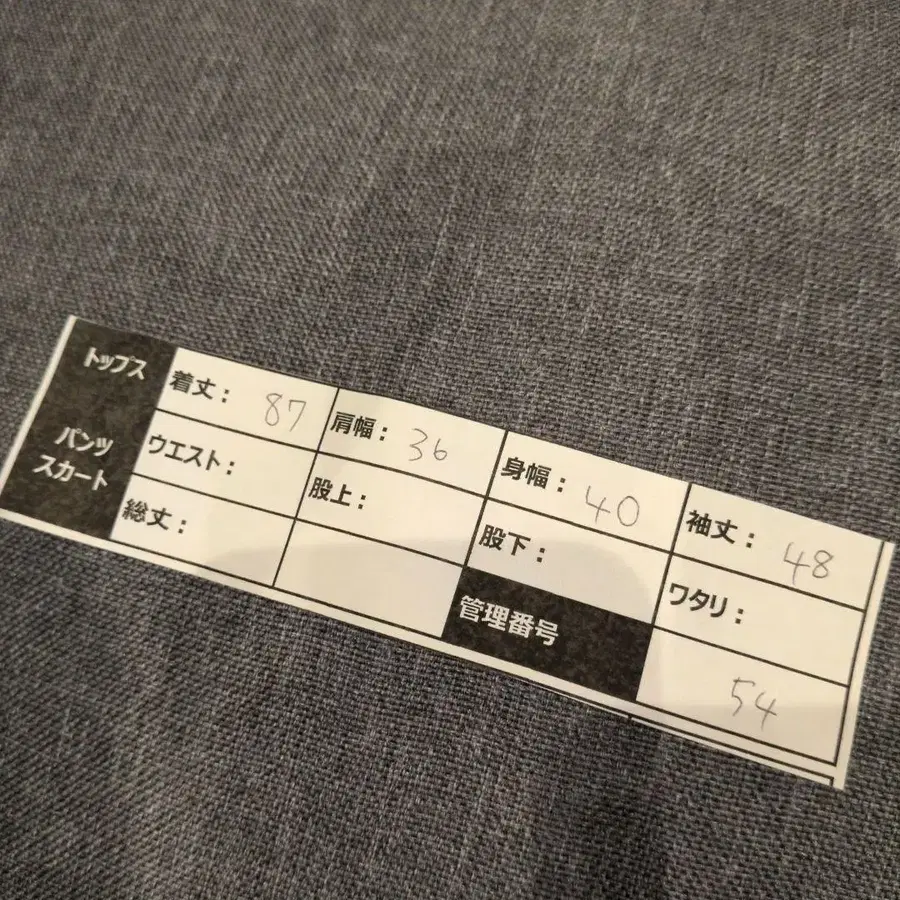 トップス 着丈： 87 肩幅： 36 身幅： 40 袖丈： 48
パンツ スカート ウエスト： 股上： 股下： ワタリ：
総丈： 管理番号 54